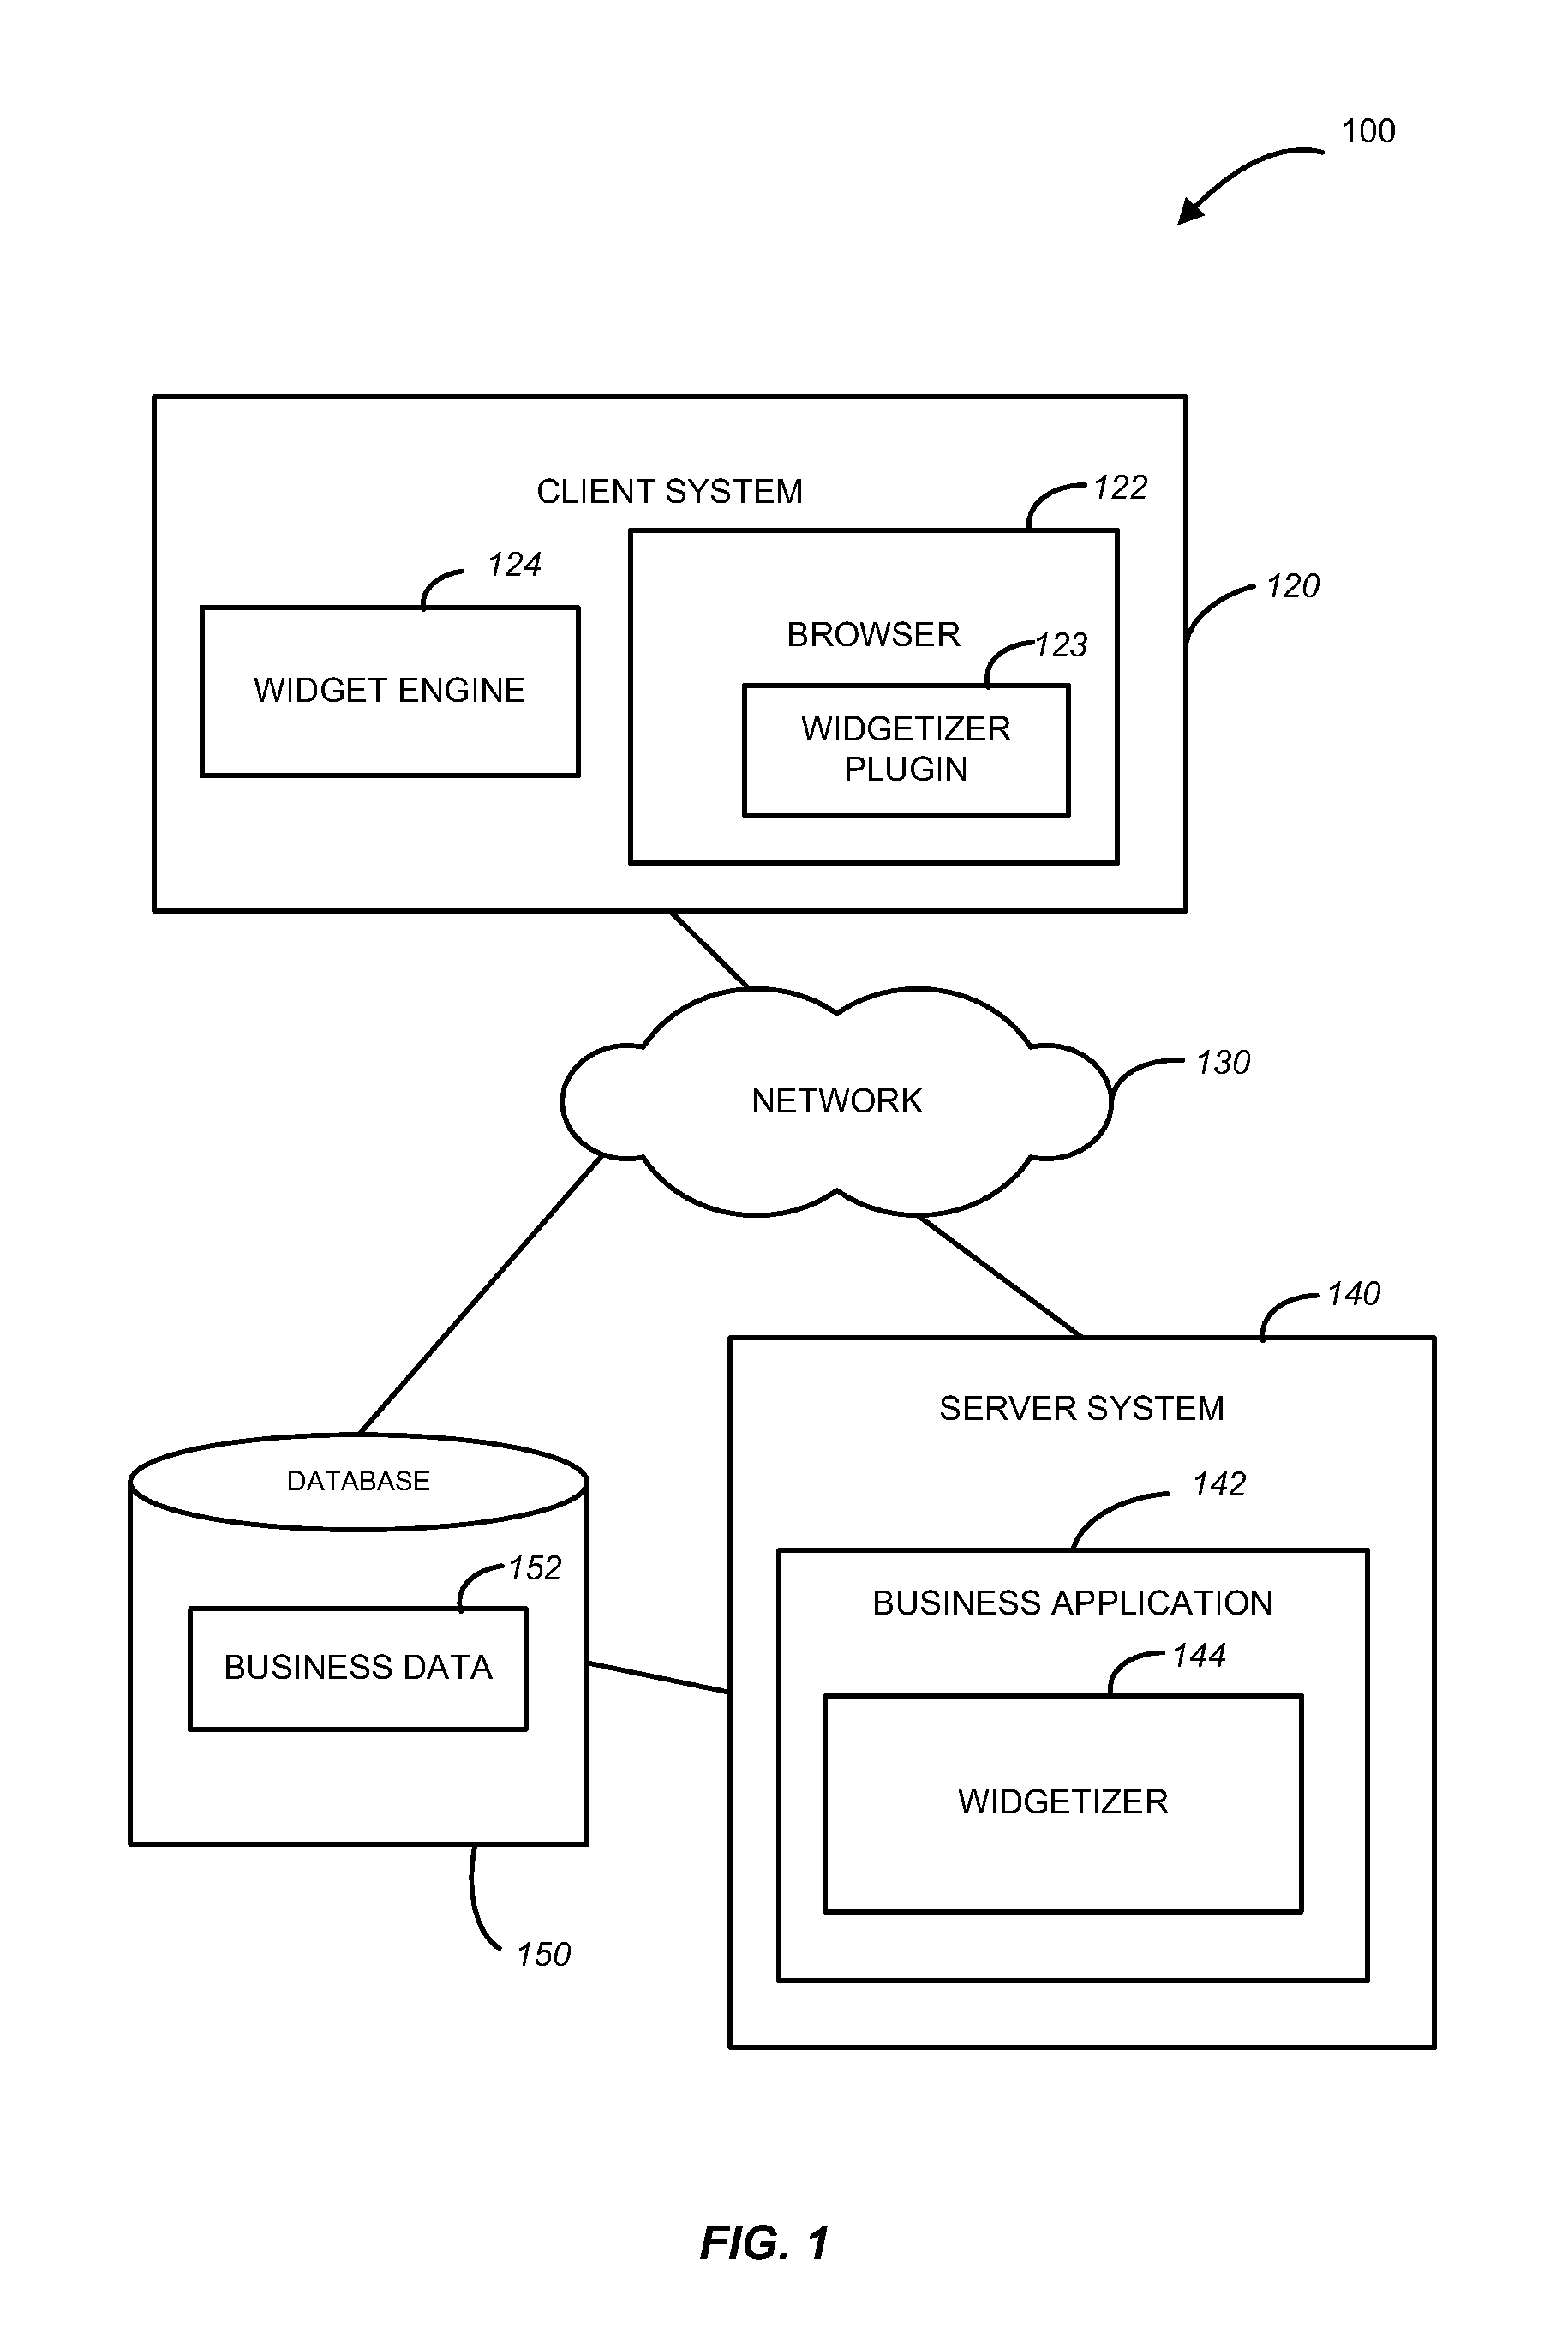 100
CLIENT SYSTEM
122
124
120
BROWSER
123
WIDGET ENGINE
WIDGETIZER
PLUGIN
130
NETWORK
140
SERVER SYSTEM
DATABASE
142
152
BUSINESS APPLICATION
144
BUSINESS DATA
WIDGETIZER
150
FIG. 1